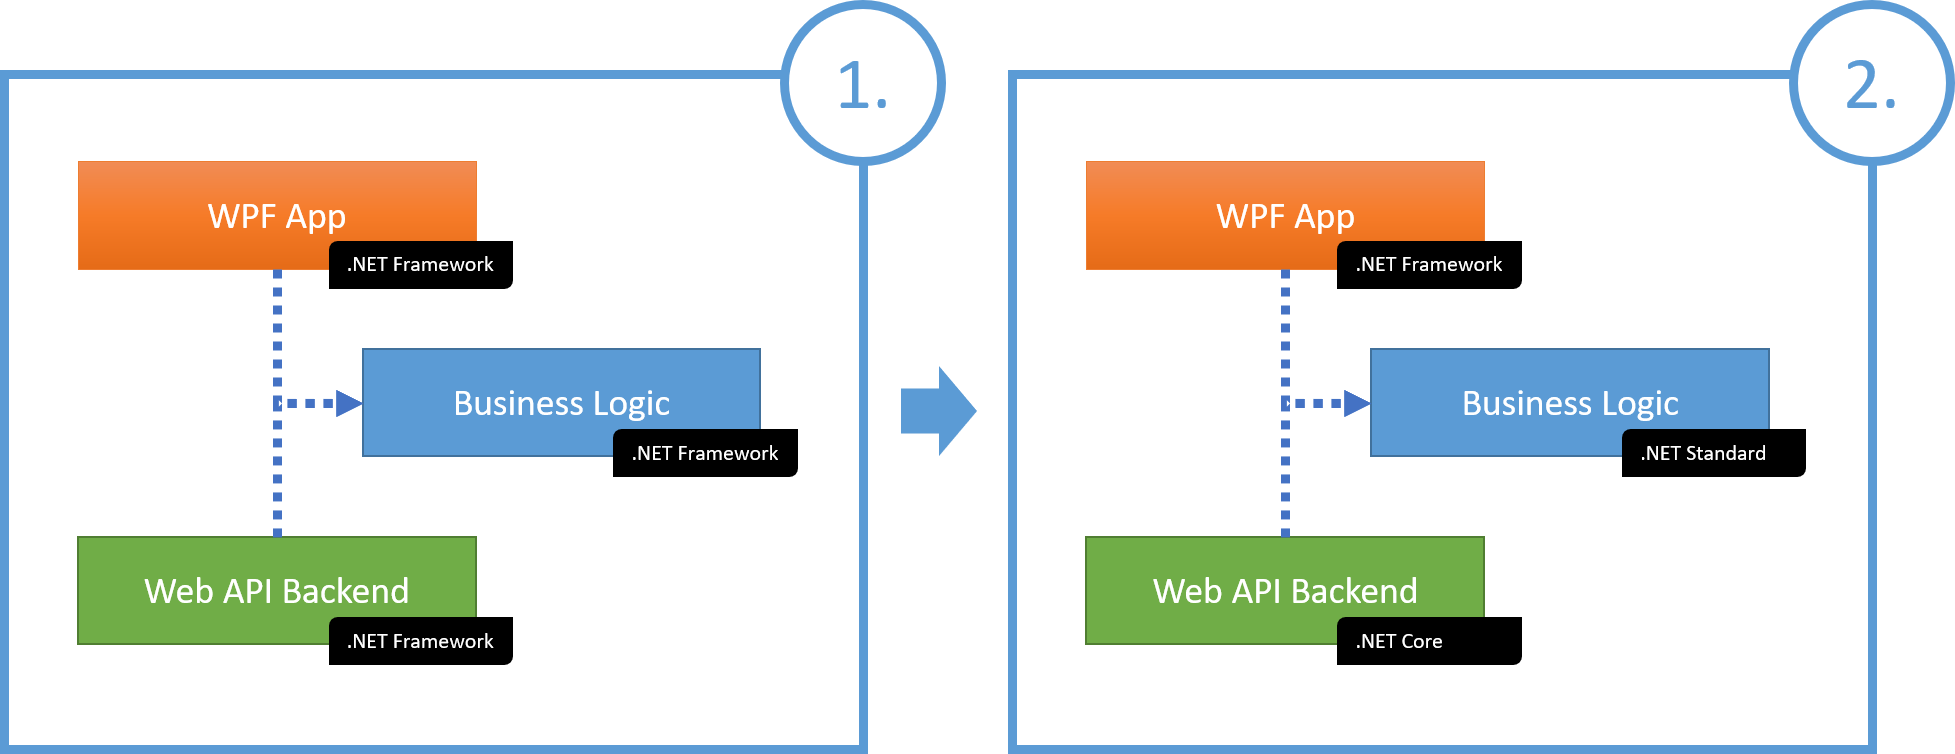 1.
WPF App
.NET Framework
Business Logic
.NET Framework
Web API Backend
.NET Framework
2.
WPF App
.NET Framework
Business Logic
.NET Standard
Web API Backend
.NET Core